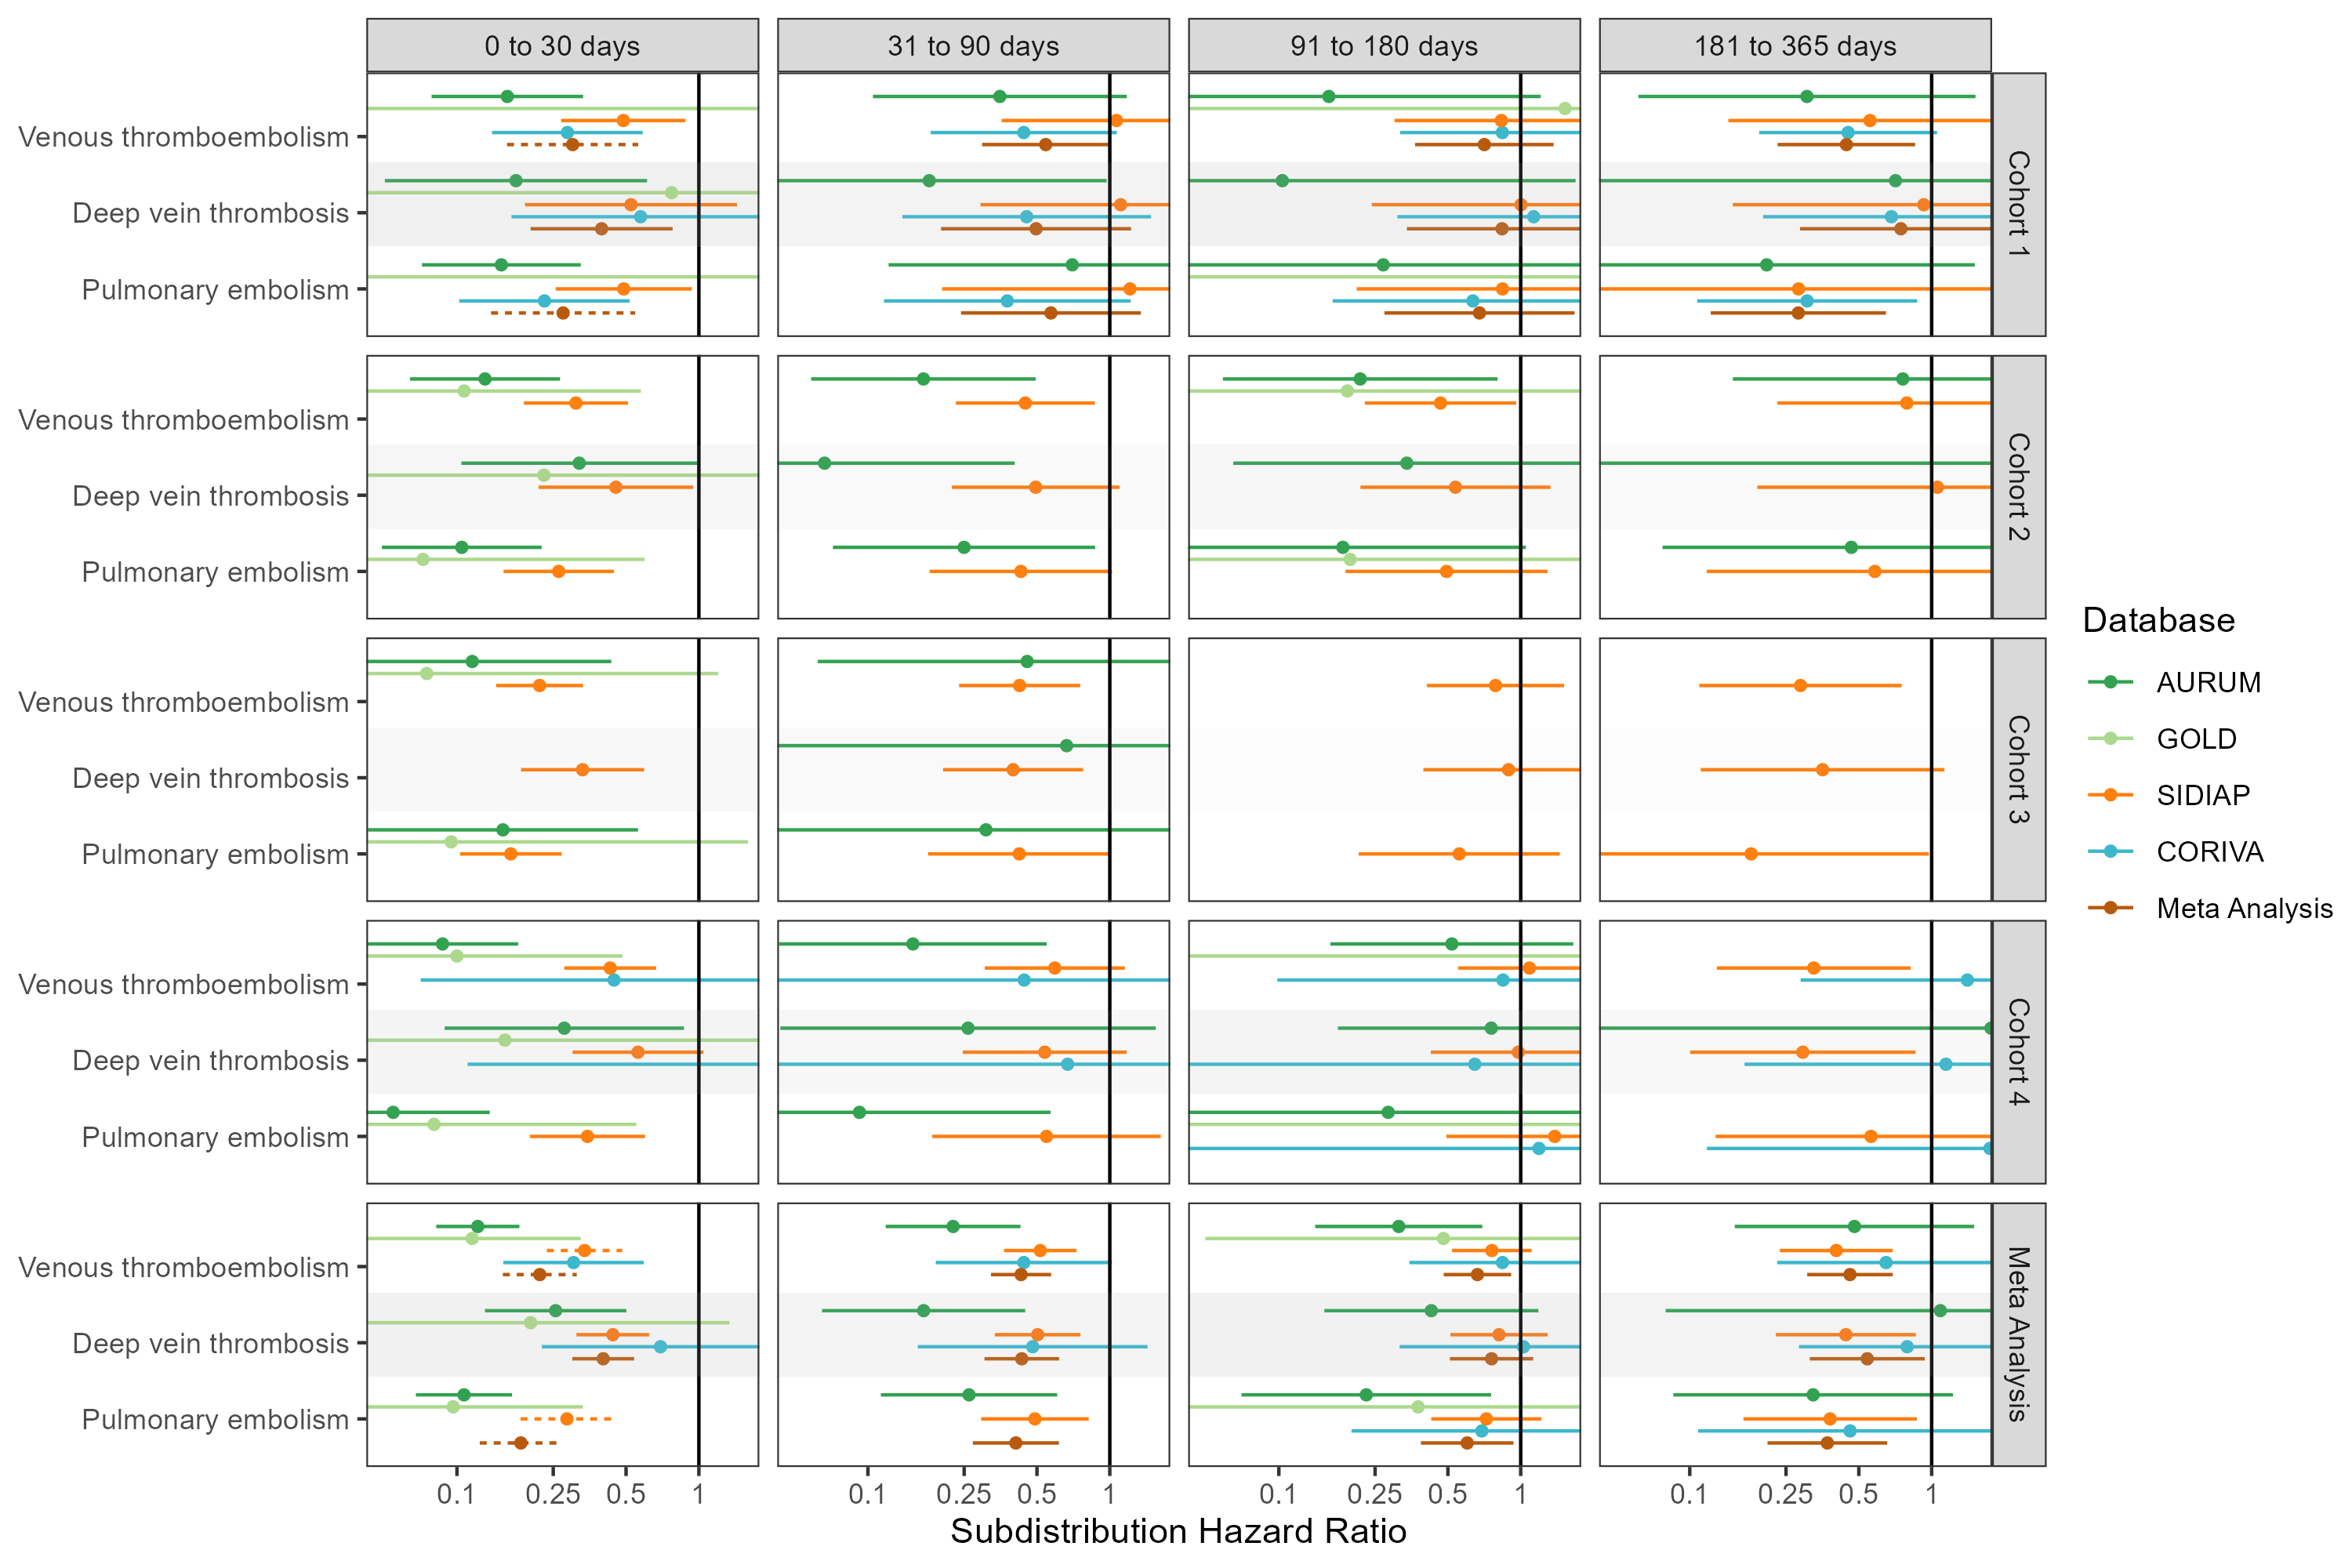 0 to 30 days
31 to 90 days
91 to 180 days
181 to 365 days
Venous thromboembolism
Deep vein thrombosis
Pulmonary embolism
Cohort 1
Venous thromboembolism
Deep vein thrombosis
Pulmonary embolism
Cohort 2
Venous thromboembolism
Deep vein thrombosis
Pulmonary embolism
Cohort 3
Venous thromboembolism
Deep vein thrombosis
Pulmonary embolism
Cohort 4
Venous thromboembolism
Deep vein thrombosis
Pulmonary embolism
Meta Analysis
0.1 0.25 0.5 1
0.1 0.25 0.5 1
0.1 0.25 0.5 1
0.1 0.25 0.5 1
Subdistribution Hazard Ratio
Database
AURUM
GOLD
SIDIAP
CORIVA
Meta Analysis